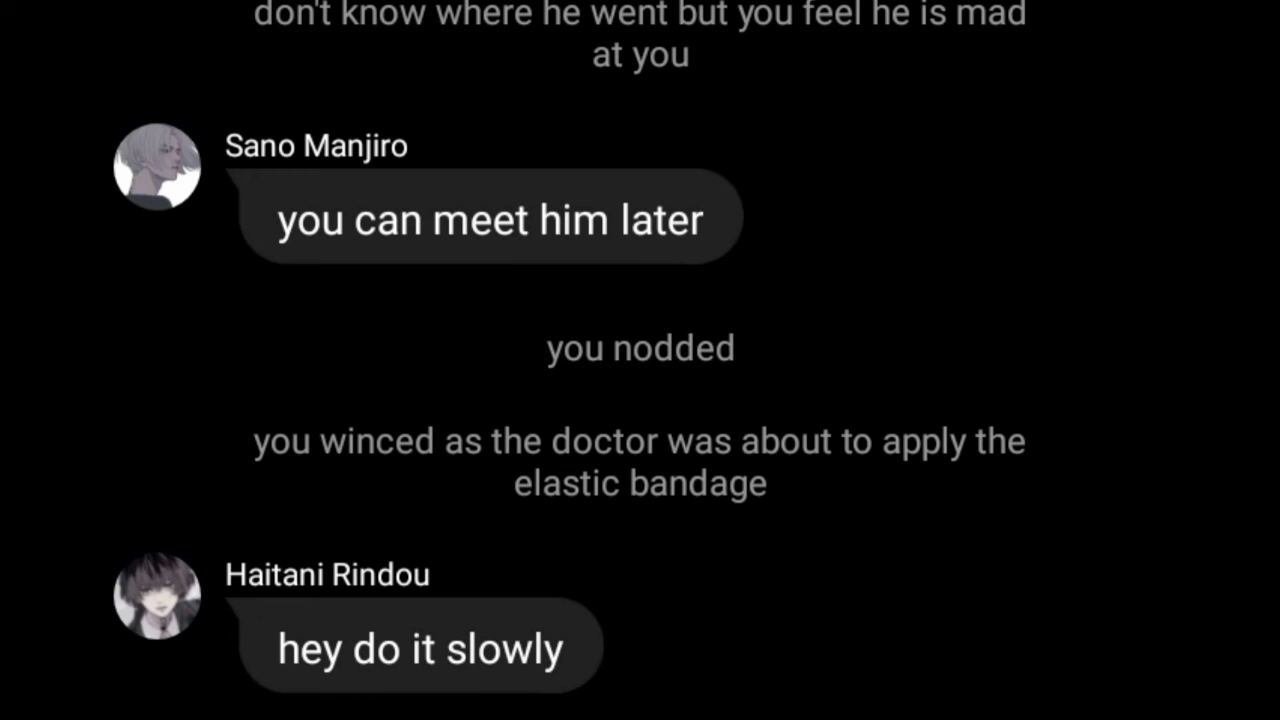 don't know where he went but you feel he is mad
at you
Sano Manjiro
you can meet him later
you nodded
you winced as the doctor was about to apply the
elastic bandage
Haitani Rindou
hey do it slowly